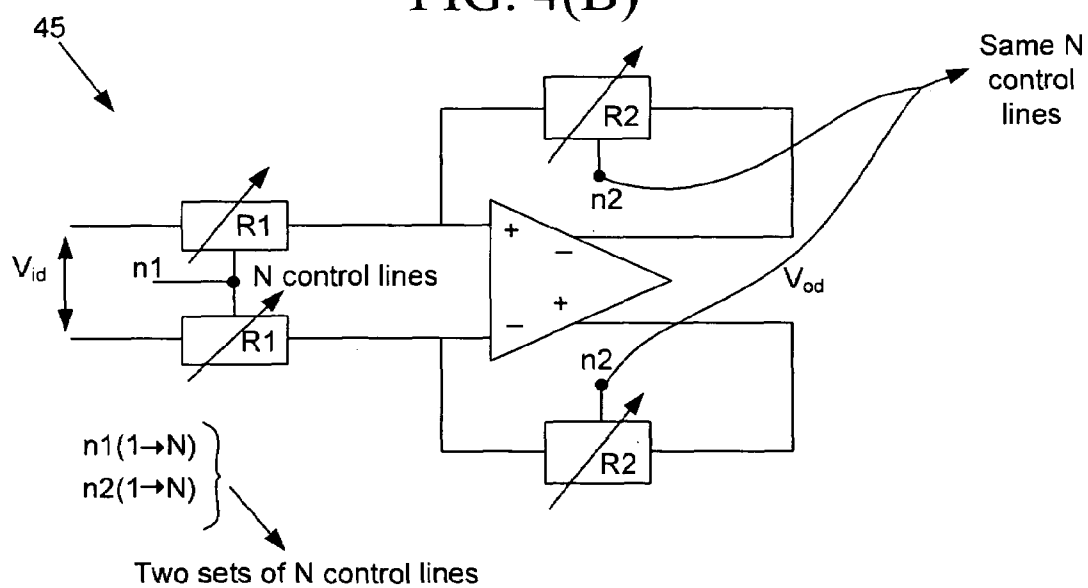 FIG. 4(B)
45
Same N
control
lines
R2
n2
R1
+
−
Vid
n1
N control lines
Vod
+
−
R1
n2
n1(1→N)
n2(1→N)
R2
Two sets of N control lines